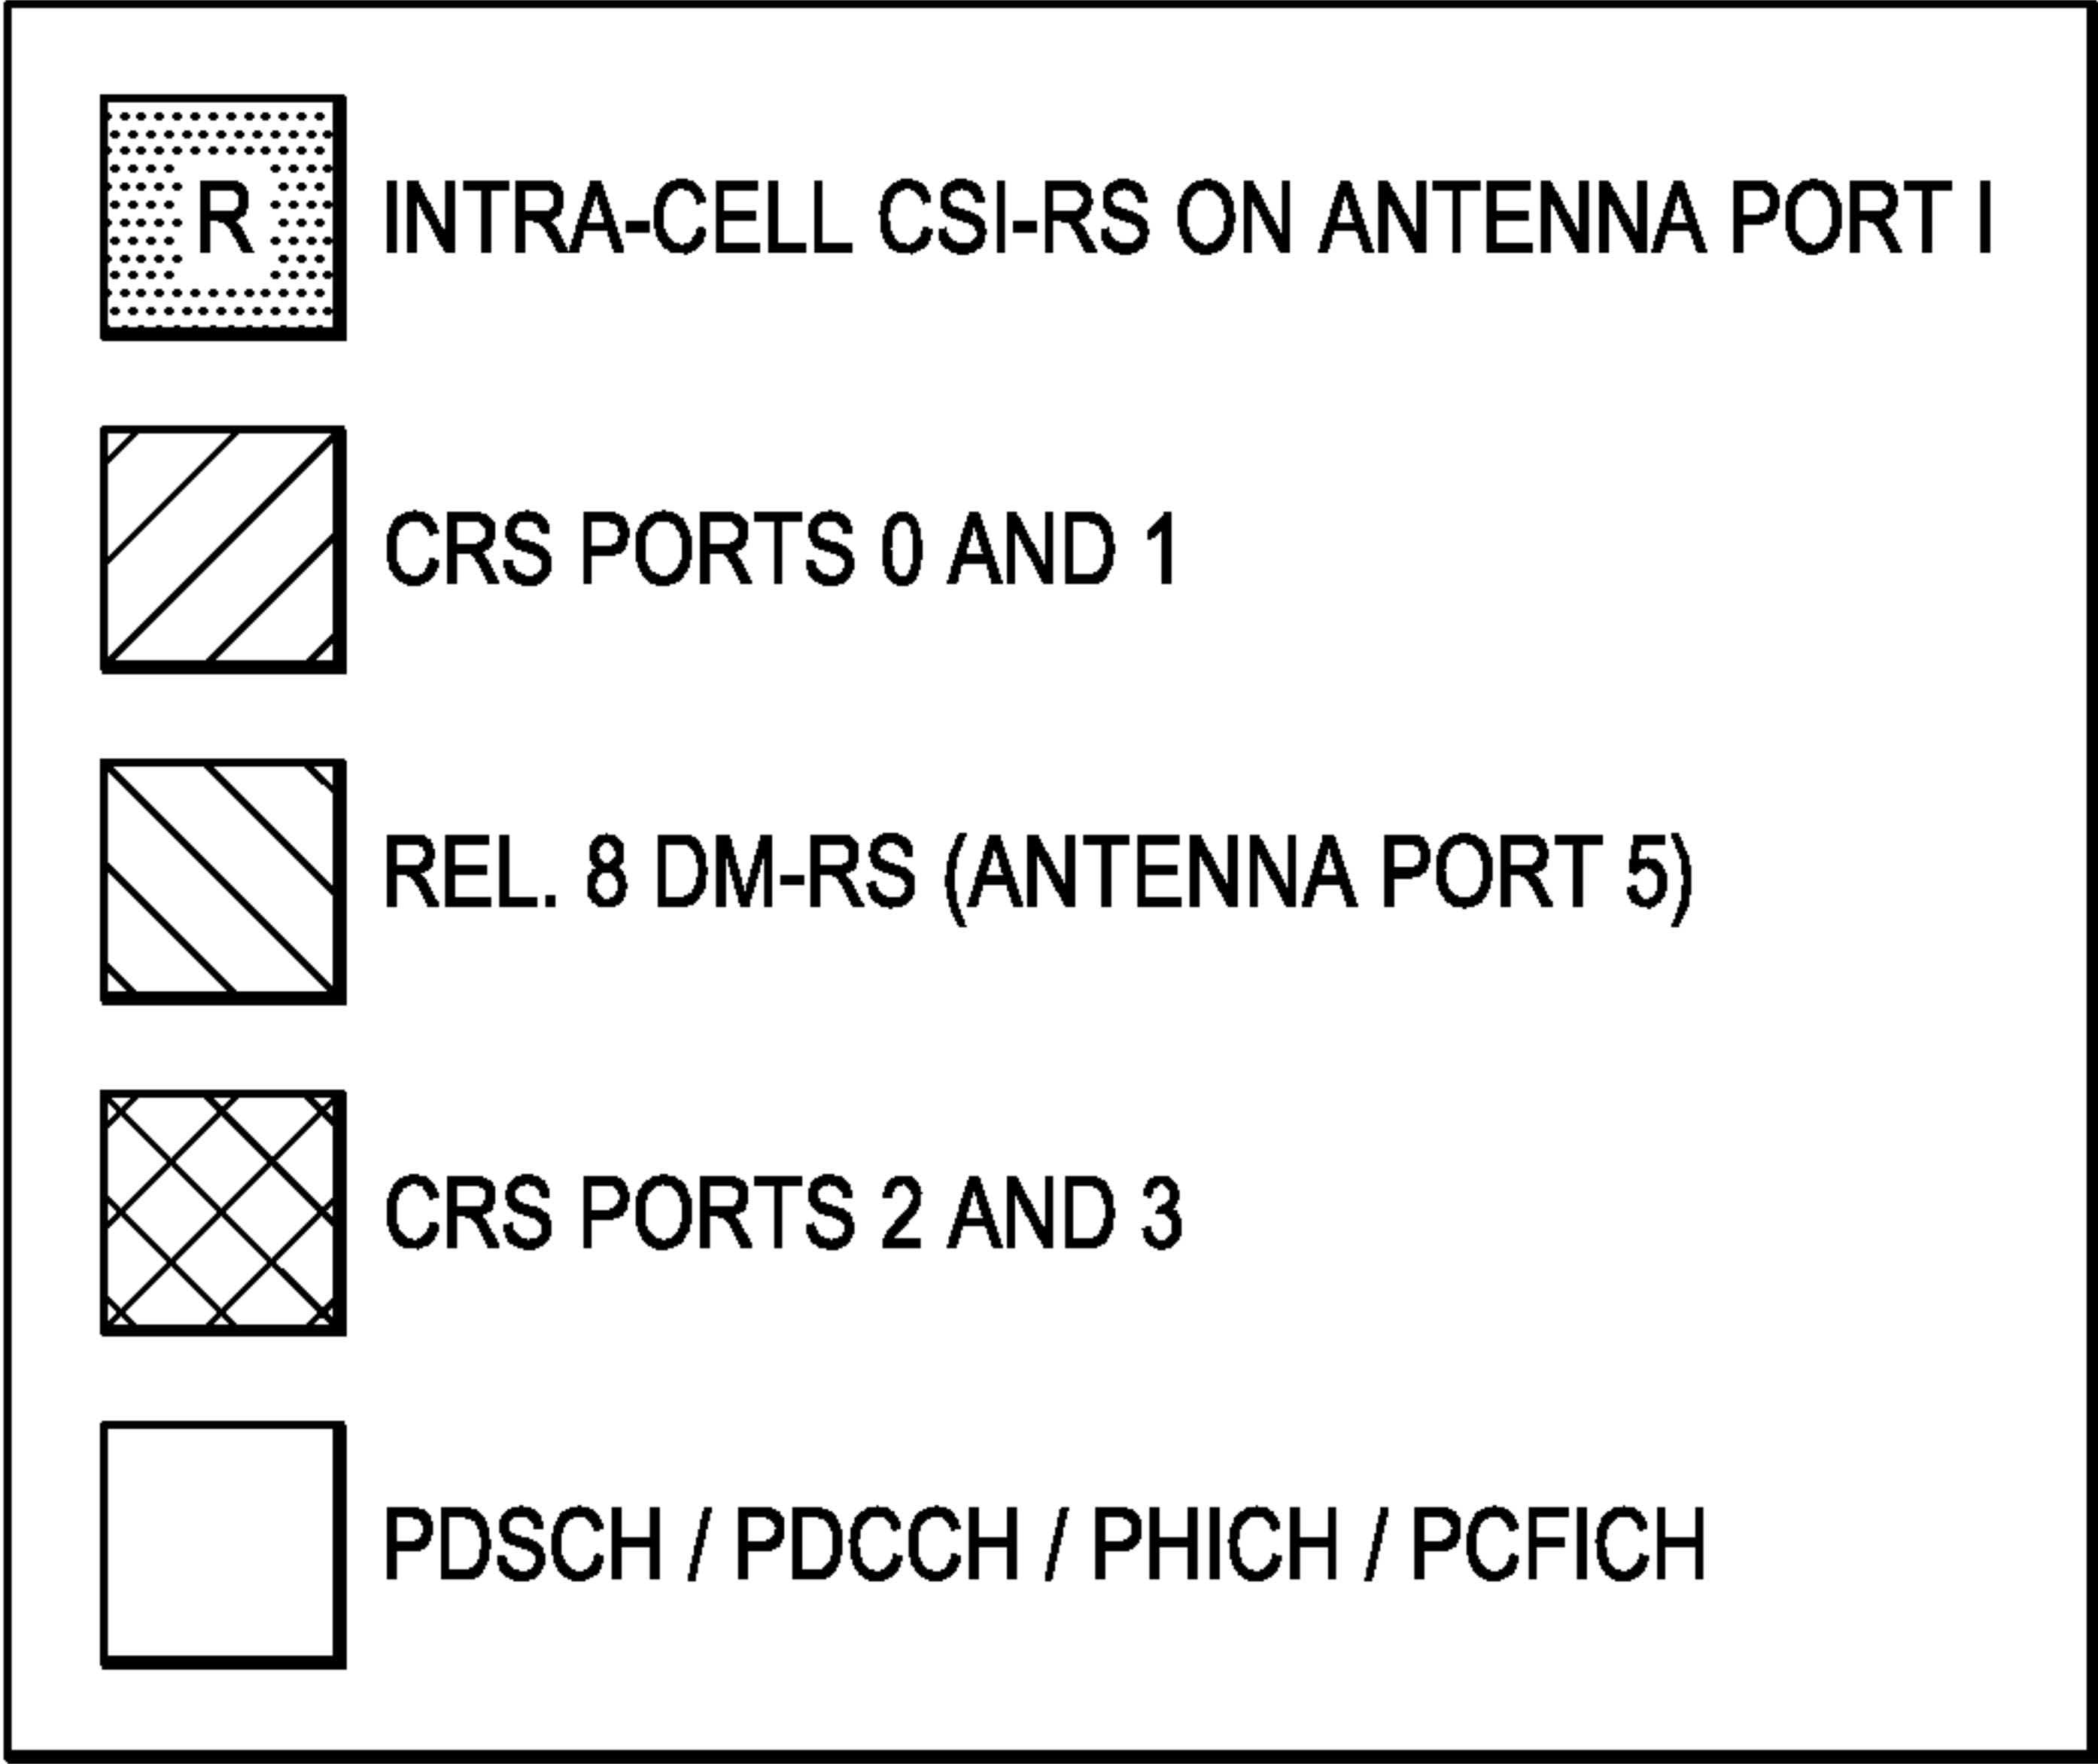 R INTRA-CELL CSI-RS ON ANTENNA PORT I
CRS PORTS 0 AND 1
REL. 8 DM-RS (ANTENNA PORT 5)
CRS PORTS 2 AND 3
PDSCH / PDCCH / PHICH / PCFICH